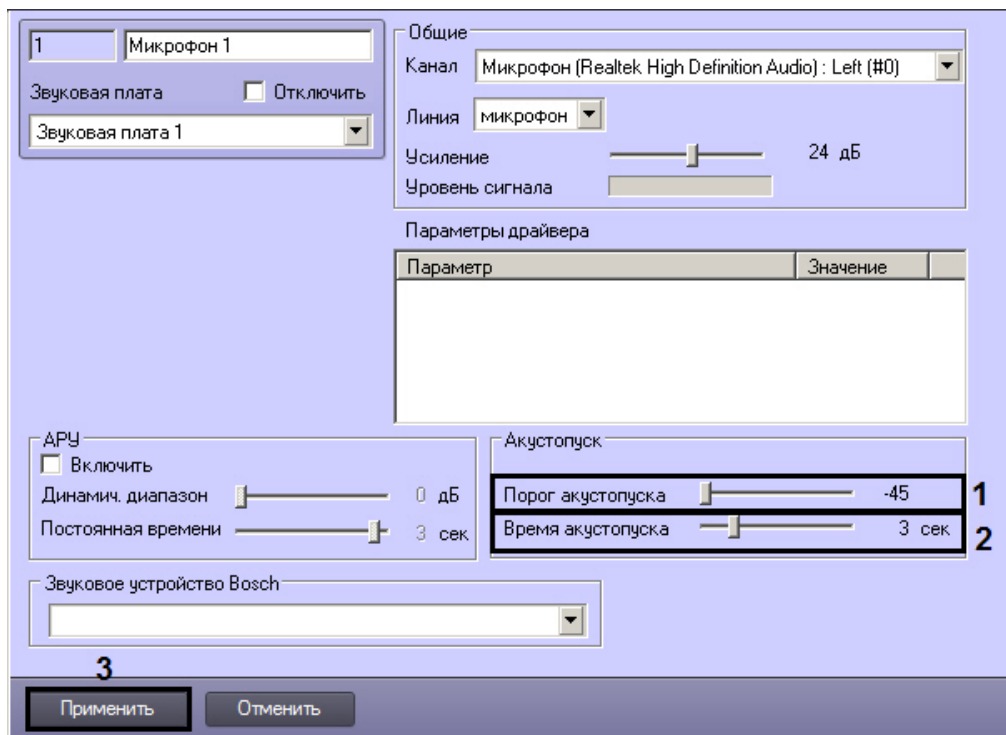 1
Микрофон 1
Звуковая плата
Отключить
Звуковая плата 1
Общие
Канал
Микрофон (Realtek High Definition Audio) : Left (#0)
Линия
микрофон
Усиление
24 дБ
Уровень сигнала
Параметры драйвера
Параметр
Значение
АРУ
Включить
Динамич. диапазон
0 дБ
Постоянная времени
3 сек
Акустопуск
Порог акустопуска
-45
1
Время акустопуска
3 сек
2
Звуковое устройство Bosch
3
Применить
Отменить